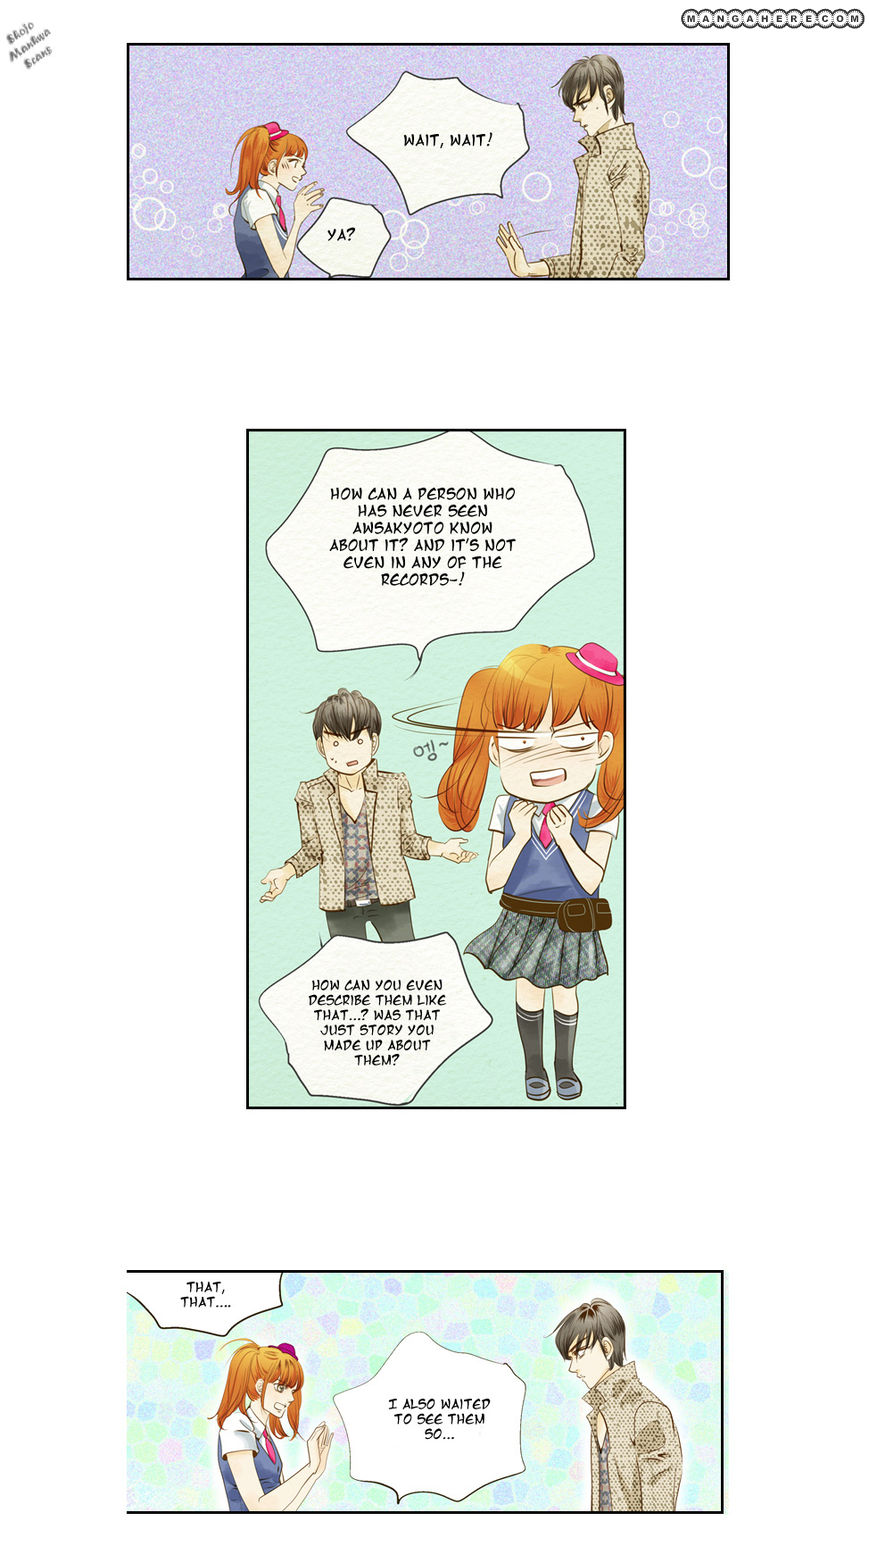 Shojo
Manhwa
Scans
MANGAHERE.COM
WAIT, WAIT!
YA?
HOW CAN A PERSON WHO
HAS NEVER SEEN
AWSAKYOTO KNOW
ABOUT IT? AND IT'S NOT
EVEN IN ANY OF THE
RECORDS~!
엥~
HOW CAN YOU EVEN
DESCRIBE THEM LIKE
THAT...? WAS THAT
JUST STORY YOU
MADE UP ABOUT
THEM?
THAT,
THAT....
I ALSO WAITED
TO SEE THEM
SO...